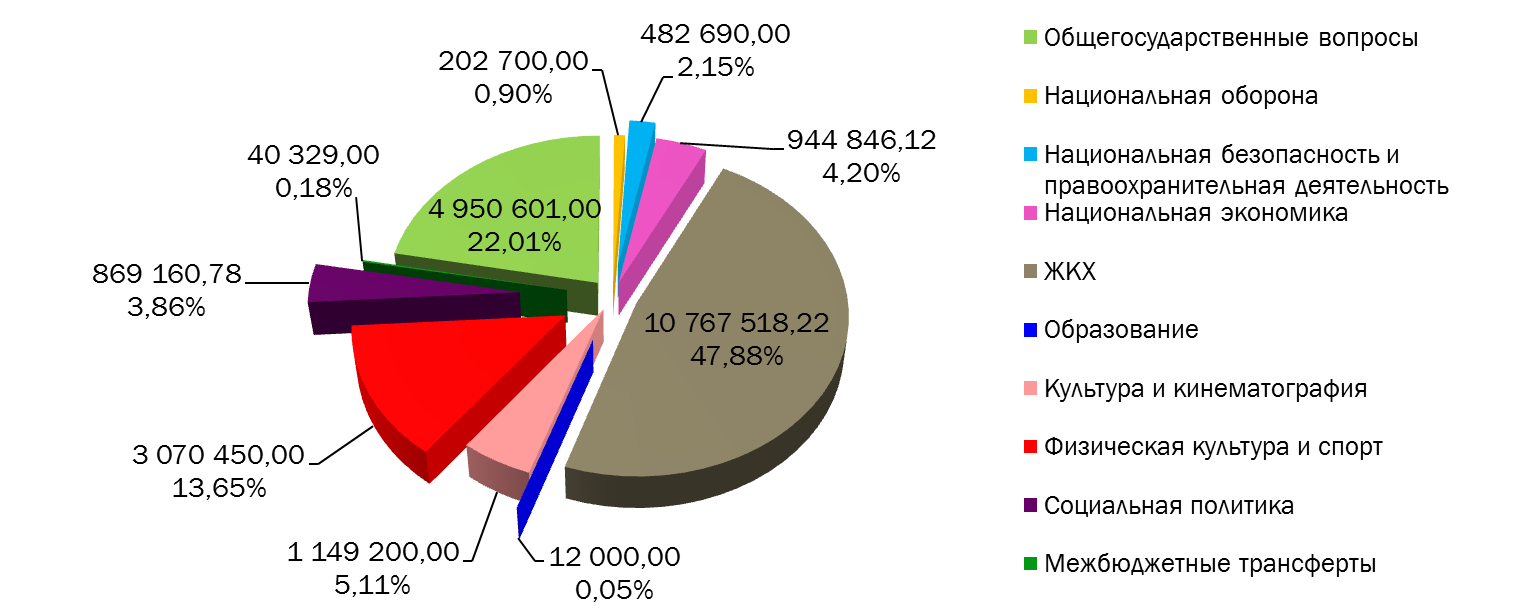 482 690,00
2,15%
202 700,00
0,90%
944 846,12
4,20%
40 329,00
0,18%
4 950 601,00
22,01%
869 160,78
3,86%
10 767 518,22
47,88%
3 070 450,00
13,65%
1 149 200,00
5,11%
12 000,00
0,05%
Общегосударственные вопросы
Национальная оборона
Национальная безопасность и
правоохранительная деятельность
Национальная экономика
ЖКХ
Образование
Культура и кинематография
Физическая культура и спорт
Социальная политика
Межбюджетные трансферты